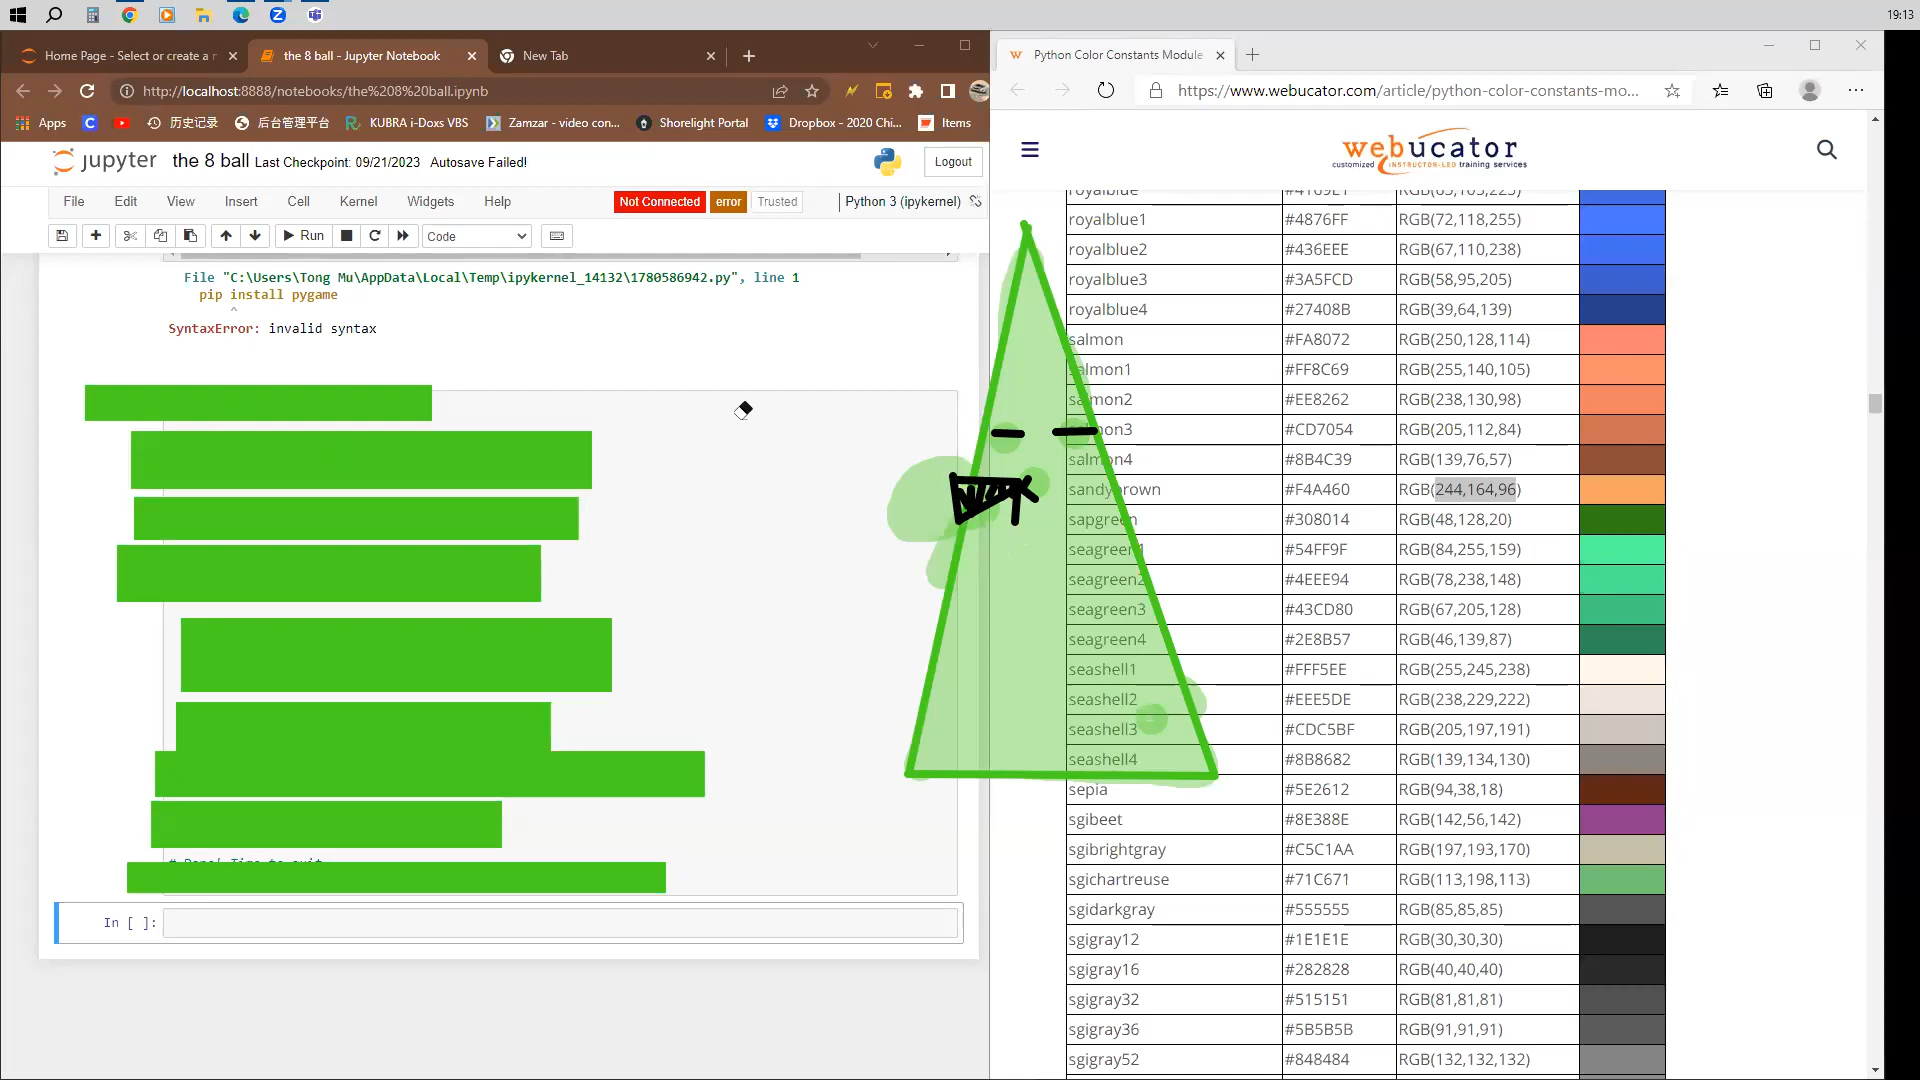 19:13
Home Page - Select or create a n
the 8 ball - Jupyter Notebook
New Tab
http://localhost:8888/notebooks/the%208%20ball.ipynb
Apps
历史记录
后台管理平台
KUBRA i-Doxs VBS
Zamzar - video con...
Shorelight Portal
Dropbox - 2020 Chi...
Items
jupyter the 8 ball Last Checkpoint: 09/21/2023 Autosave Failed!
Logout
File Edit View Insert Cell Kernel Widgets Help
Not Connected error Trusted Python 3 (ipykernel)
Run Code
File "C:\Users\Tong Mu\AppData\Local\Temp\ipykernel_14132\1780586942.py", line 1
pip install pygame
^
SyntaxError: invalid syntax
In [ ]:
Python Color Constants Module
https://www.webucator.com/article/python-color-constants-mo...
webucator
customized INSTRUCTOR-LED training services
royalblue #4169E1 RGB(65,105,225)
royalblue1 #4876FF RGB(72,118,255)
royalblue2 #436EEE RGB(67,110,238)
royalblue3 #3A5FCD RGB(58,95,205)
royalblue4 #27408B RGB(39,64,139)
salmon #FA8072 RGB(250,128,114)
salmon1 #FF8C69 RGB(255,140,105)
salmon2 #EE8262 RGB(238,130,98)
salmon3 #CD7054 RGB(205,112,84)
salmon4 #8B4C39 RGB(139,76,57)
sandybrown #F4A460 RGB(244,164,96)
sapgreen #308014 RGB(48,128,20)
seagreen1 #54FF9F RGB(84,255,159)
seagreen2 #4EEE94 RGB(78,238,148)
seagreen3 #43CD80 RGB(67,205,128)
seagreen4 #2E8B57 RGB(46,139,87)
seashell1 #FFF5EE RGB(255,245,238)
seashell2 #EEE5DE RGB(238,229,222)
seashell3 #CDC5BF RGB(205,197,191)
seashell4 #8B8682 RGB(139,134,130)
sepia #5E2612 RGB(94,38,18)
sgibeet #8E388E RGB(142,56,142)
sgibrightgray #C5C1AA RGB(197,193,170)
sgichartreuse #71C671 RGB(113,198,113)
sgidarkgray #555555 RGB(85,85,85)
sgigray12 #1E1E1E RGB(30,30,30)
sgigray16 #282828 RGB(40,40,40)
sgigray32 #515151 RGB(81,81,81)
sgigray36 #5B5B5B RGB(91,91,91)
sgigray52 #848484 RGB(132,132,132)